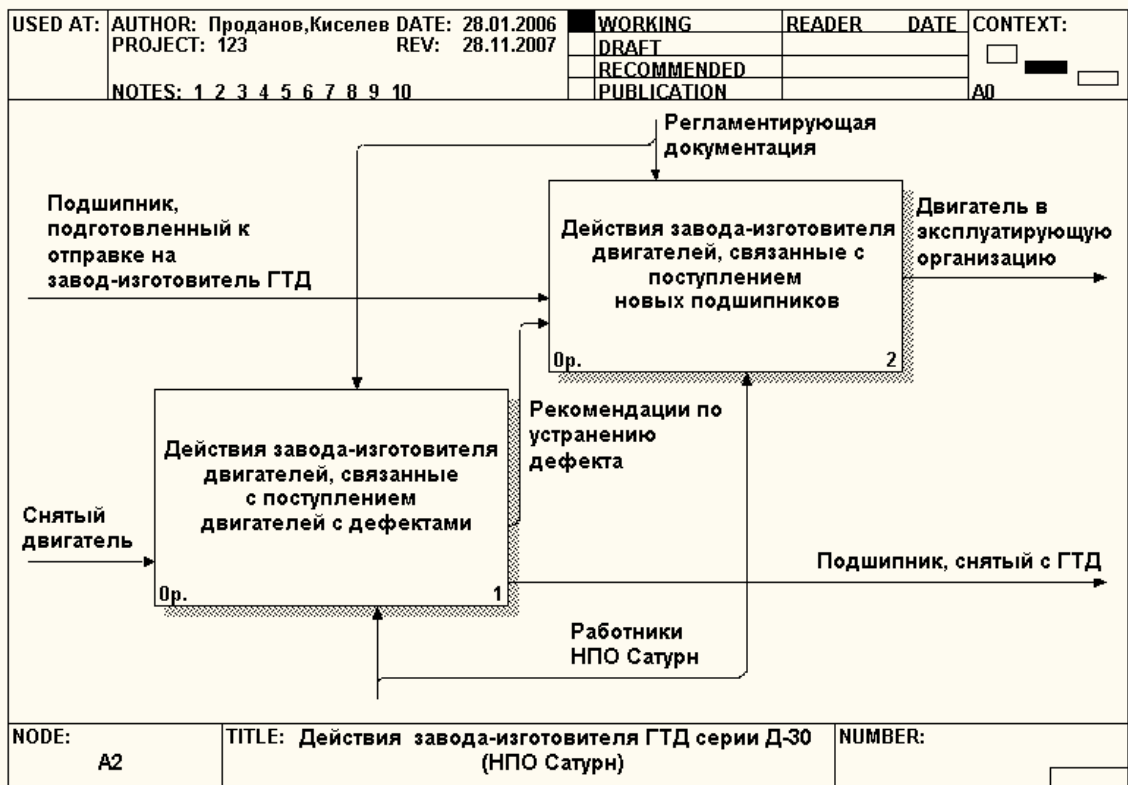 USED AT:
AUTHOR: Проданов,Киселев DATE: 28.01.2006
PROJECT: 123 REV: 28.11.2007
NOTES: 1 2 3 4 5 6 7 8 9 10
WORKING
DRAFT
RECOMMENDED
PUBLICATION
READER DATE
CONTEXT:
A0
Регламентирующая
документация
Подшипник,
подготовленный к
отправке на
завод-изготовитель ГТД
Действия завода-изготовителя
двигателей, связанные с
поступлением
новых подшипников
0р. 2
Двигатель в
эксплуатирующую
организацию
Рекомендации по
устранению
дефекта
Действия завода-изготовителя
двигателей, связанные
с поступлением
двигателей с дефектами
0р. 1
Снятый
двигатель
Подшипник, снятый с ГТД
Работники
НПО Сатурн
NODE:
A2
TITLE: Действия завода-изготовителя ГТД серии Д-30
(НПО Сатурн)
NUMBER: